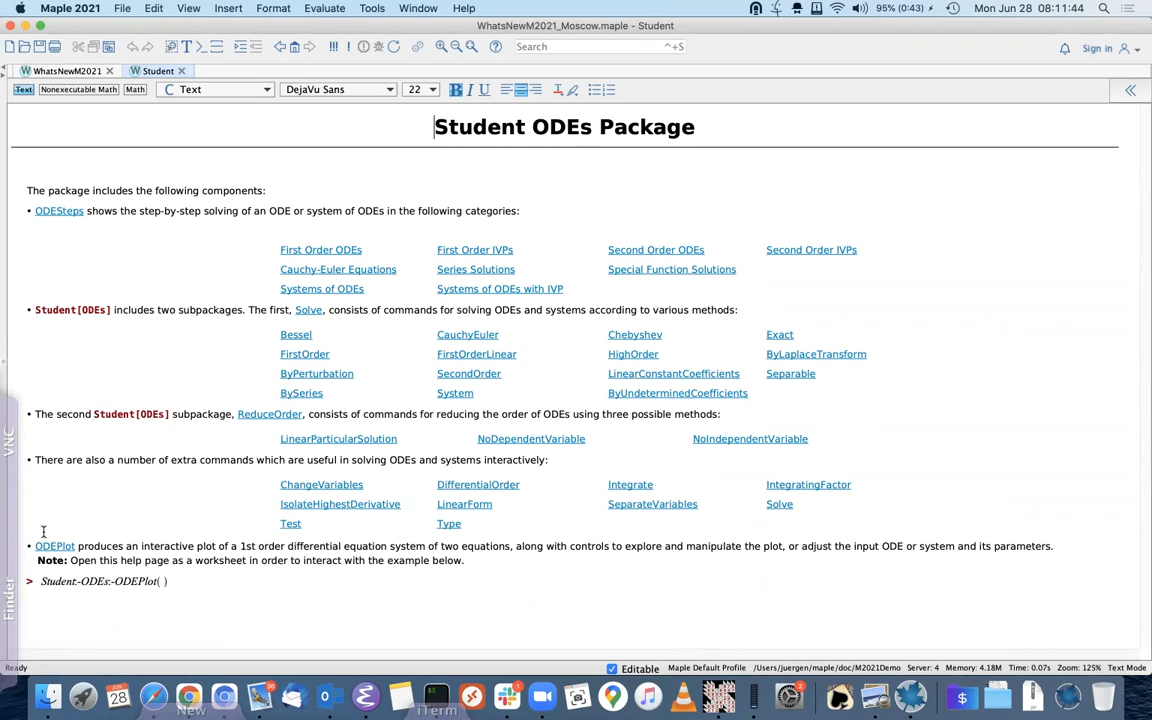 Maple 2021 File Edit View Insert Format Evaluate Tools Window Help 95% (0:43) Mon Jun 28 08:11:44
WhatsNewM2021_Moscow.maple - Student
Search ^+S Sign in
WhatsNewM2021 Student
Text Nonexecutable Math Math C Text DejaVu Sans 22 B I U
Student ODEs Package
The package includes the following components:
• ODESteps shows the step-by-step solving of an ODE or system of ODEs in the following categories:
First Order ODEs First Order IVPs Second Order ODEs Second Order IVPs
Cauchy-Euler Equations Series Solutions Special Function Solutions
Systems of ODEs Systems of ODEs with IVP
• Student[ODEs] includes two subpackages. The first, Solve, consists of commands for solving ODEs and systems according to various methods:
Bessel CauchyEuler Chebyshev Exact
FirstOrder FirstOrderLinear HighOrder ByLaplaceTransform
ByPerturbation SecondOrder LinearConstantCoefficients Separable
BySeries System ByUndeterminedCoefficients
• The second Student[ODEs] subpackage, ReduceOrder, consists of commands for reducing the order of ODEs using three possible methods:
LinearParticularSolution NoDependentVariable NoIndependentVariable
• There are also a number of extra commands which are useful in solving ODEs and systems interactively:
ChangeVariables DifferentialOrder Integrate IntegratingFactor
IsolateHighestDerivative LinearForm SeparateVariables Solve
Test Type
• ODEPlot produces an interactive plot of a 1st order differential equation system of two equations, along with controls to explore and manipulate the plot, or adjust the input ODE or system and its parameters.
Note: Open this help page as a worksheet in order to interact with the example below.
> Student:-ODEs:-ODEPlot( )
VNC
Finder
Ready Editable Maple Default Profile /Users/juergen/maple/doc/M2021Demo Server: 4 Memory: 4.18M Time: 0.07s Zoom: 125% Text Mode
JUN
28
New iTerm